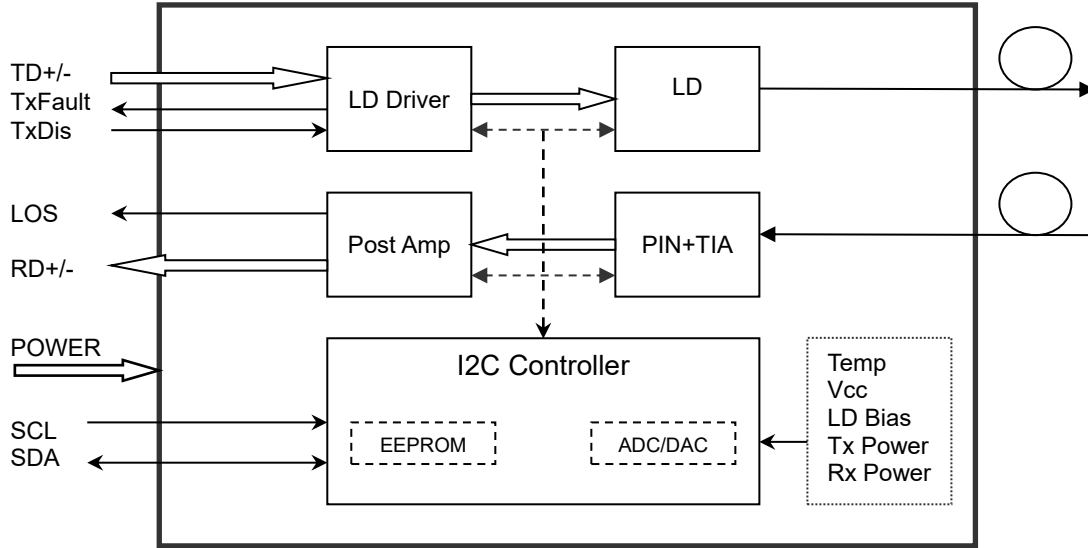 TD+/-
TxFault
TxDis
LD Driver
LD
LOS
RD+/-
Post Amp
PIN+TIA
POWER
SCL
SDA
I2C Controller
EEPROM
ADC/DAC
Temp
Vcc
LD Bias
Tx Power
Rx Power